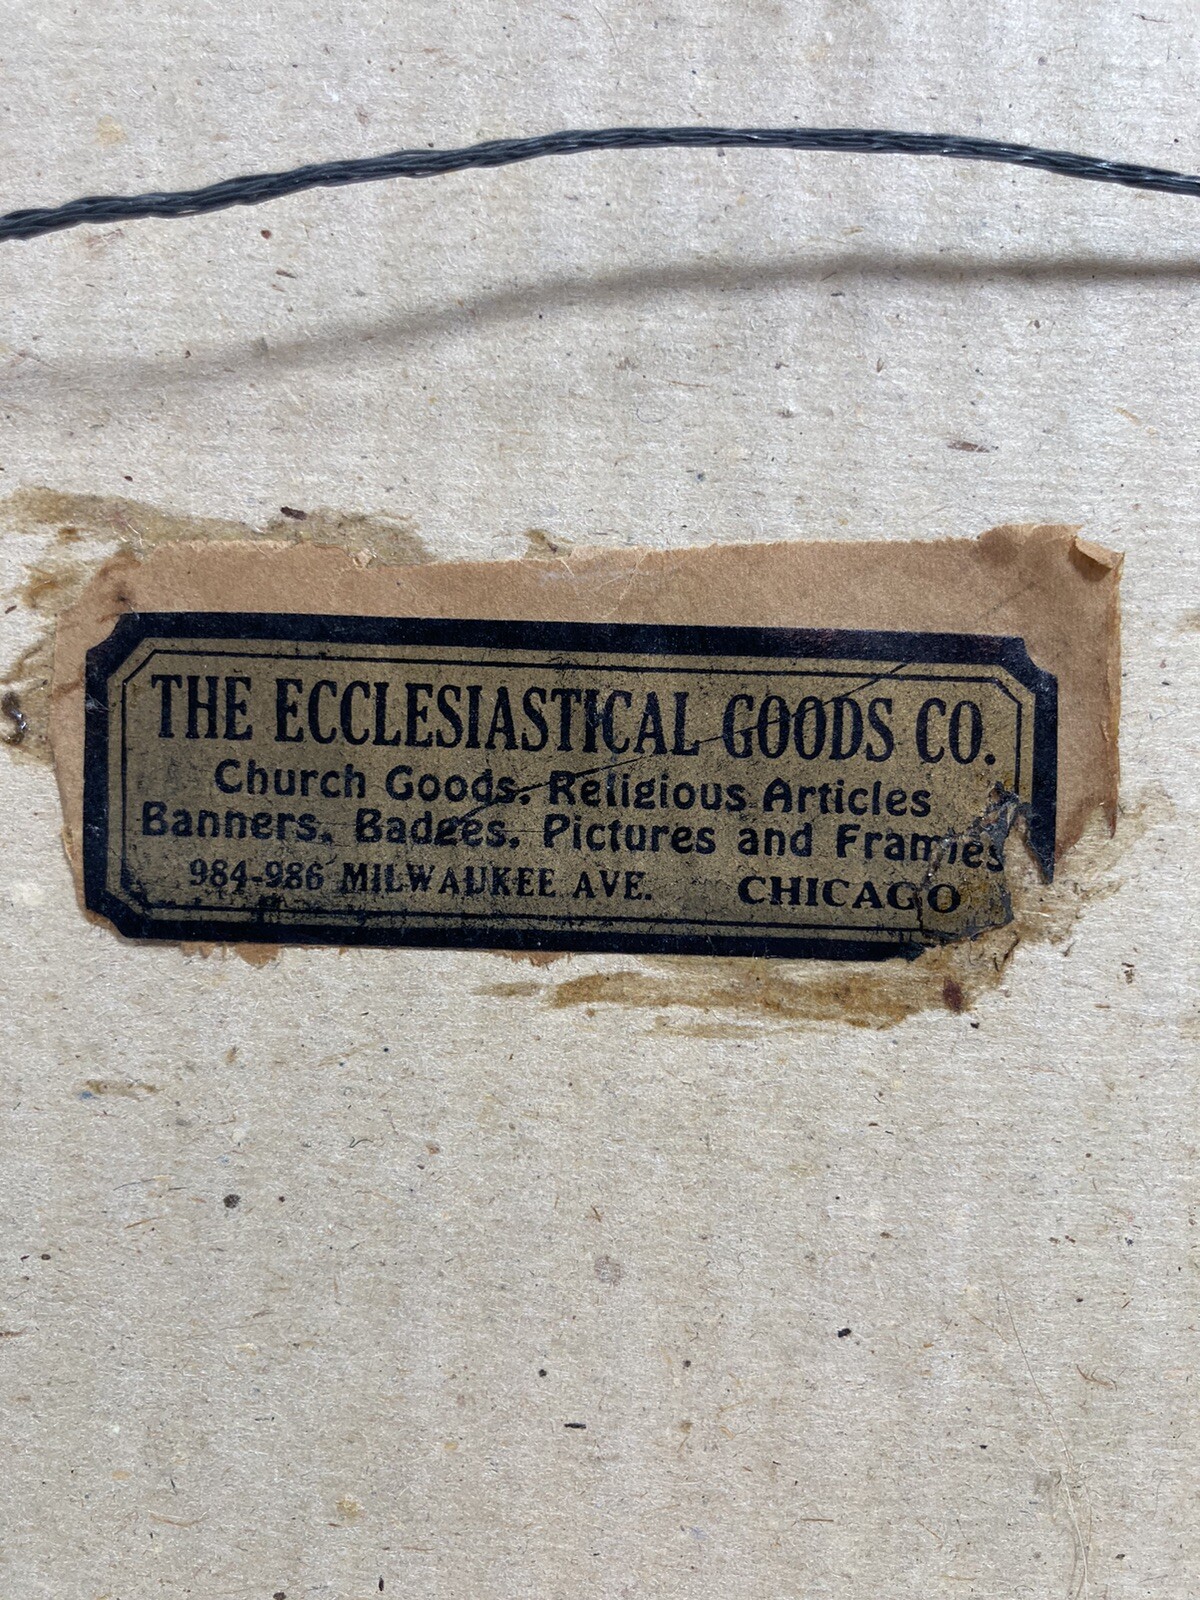 THE ECCLESIASTICAL GOODS CO.
Church Goods, Religious Articles
Banners, Badges, Pictures and Frames
984-986 MILWAUKEE AVE. CHICAGO